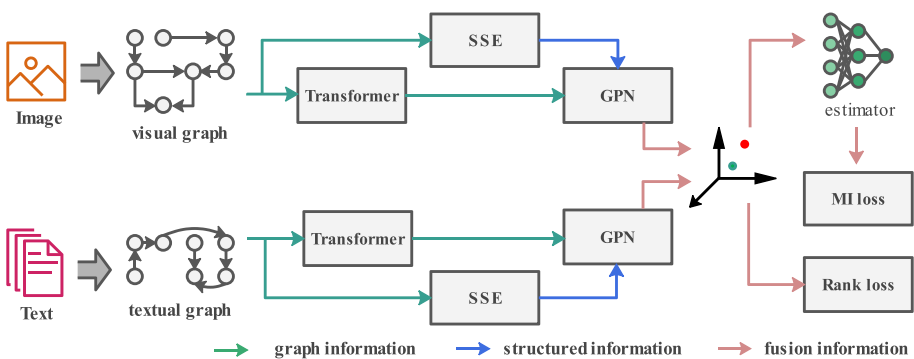 SSE
Transformer
GPN
Image
visual graph
estimator
MI loss
Transformer
GPN
SSE
Rank loss
Text
textual graph
graph information
structured information
fusion information